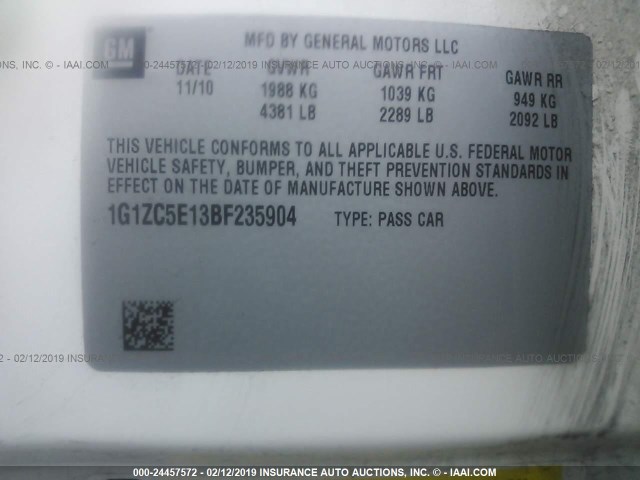 GM
MFD BY GENERAL MOTORS LLC
DATE GVWR GAWR FRT GAWR RR
11/10 1988 KG 1039 KG 949 KG
4381 LB 2289 LB 2092 LB
THIS VEHICLE CONFORMS TO ALL APPLICABLE U.S. FEDERAL MOTOR
VEHICLE SAFETY, BUMPER, AND THEFT PREVENTION STANDARDS IN
EFFECT ON THE DATE OF MANUFACTURE SHOWN ABOVE.
1G1ZC5E13BF235904 TYPE: PASS CAR
000-24457572 - 02/12/2019 INSURANCE AUTO AUCTIONS, INC. - IAAI.COM